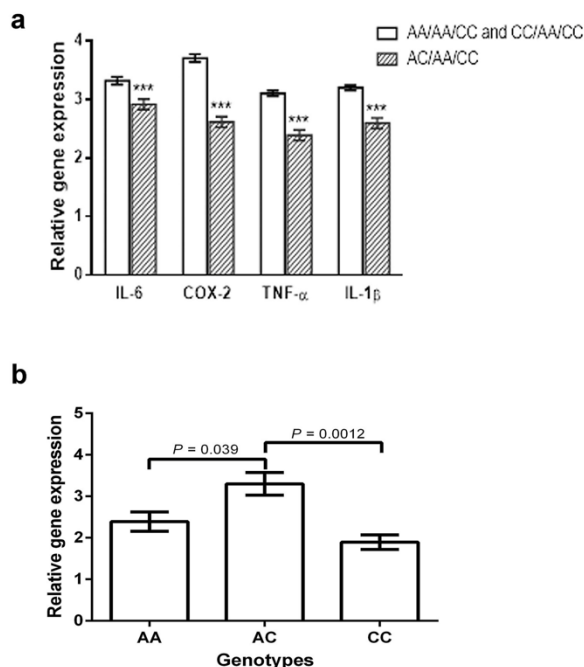 a
AA/AA/CC and CC/AA/CC
AC/AA/CC
Relative gene expression
4
3
2
1
0
***
***
***
***
IL-6 COX-2 TNF-α IL-1β
b
Relative gene expression
5
4
3
2
1
0
P = 0.039
P = 0.0012
AA AC CC
Genotypes